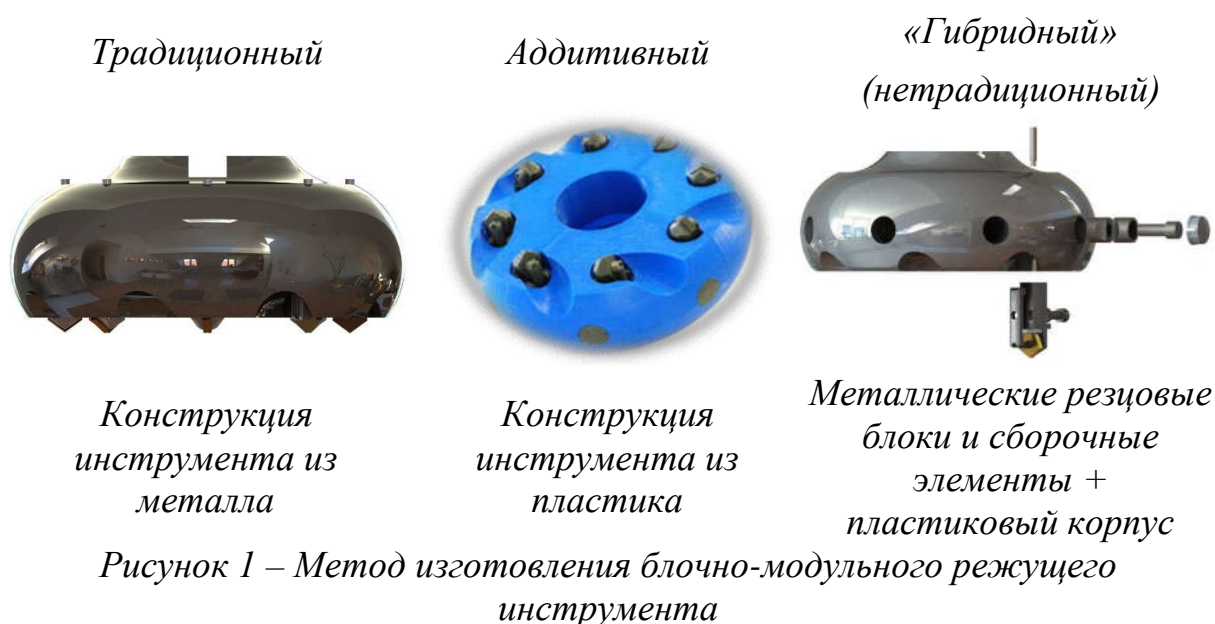 Традиционный
Аддитивный
«Гибридный»
(нетрадиционный)
Конструкция
инструмента из
металла
Конструкция
инструмента из
пластика
Металлические резцовые
блоки и сборочные
элементы +
пластиковый корпус
Рисунок 1 – Метод изготовления блочно-модульного режущего
инструмента